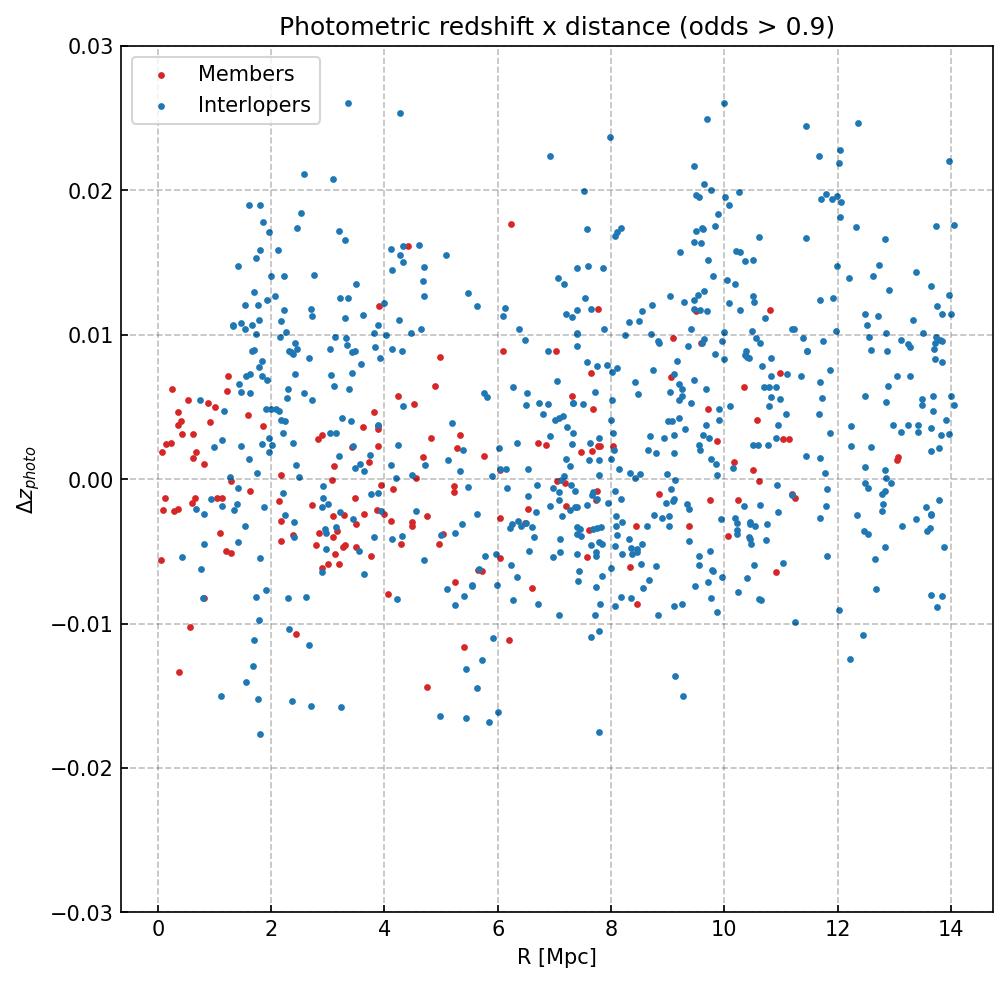 Photometric redshift x distance (odds > 0.9)
Members
Interlopers
0.03
0.02
0.01
0.00
−0.01
−0.02
−0.03
Δz_photo
0 2 4 6 8 10 12 14
R [Mpc]